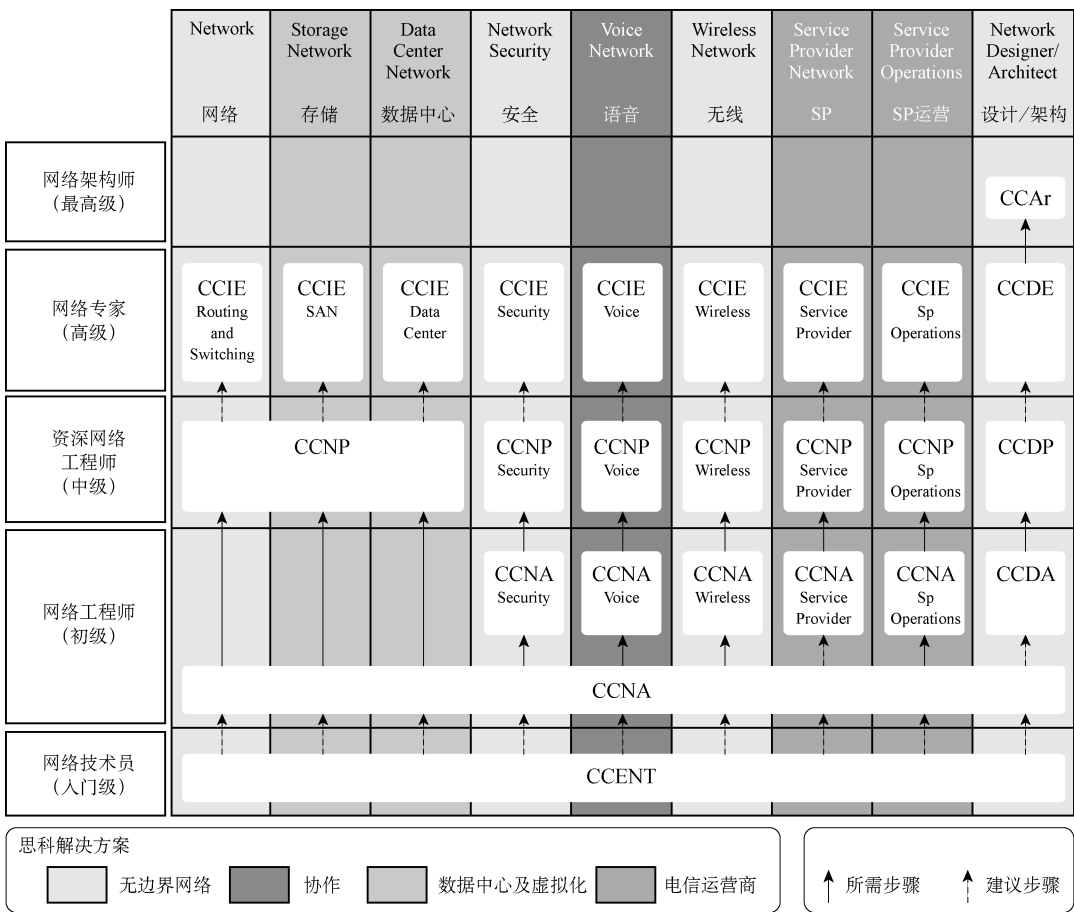 Network
网络
Storage
Network
存储
Data
Center
Network
数据中心
Network
Security
安全
Voice
Network
语音
Wireless
Network
无线
Service
Provider
Network
SP
Service
Provider
Operations
SP运营
Network
Designer/
Architect
设计/架构
网络架构师
（最高级）
CCAr
网络专家
（高级）
CCIE
Routing
and
Switching
CCIE
SAN
CCIE
Data
Center
CCIE
Security
CCIE
Voice
CCIE
Wireless
CCIE
Service
Provider
CCIE
Sp
Operations
CCDE
资深网络
工程师
（中级）
CCNP
CCNP
Security
CCNP
Voice
CCNP
Wireless
CCNP
Service
Provider
CCNP
Sp
Operations
CCDP
网络工程师
（初级）
CCNA
Security
CCNA
Voice
CCNA
Wireless
CCNA
Service
Provider
CCNA
Sp
Operations
CCDA
CCNA
网络技术员
（入门级）
CCENT
思科解决方案
无边界网络
协作
数据中心及虚拟化
电信运营商
所需步骤
建议步骤